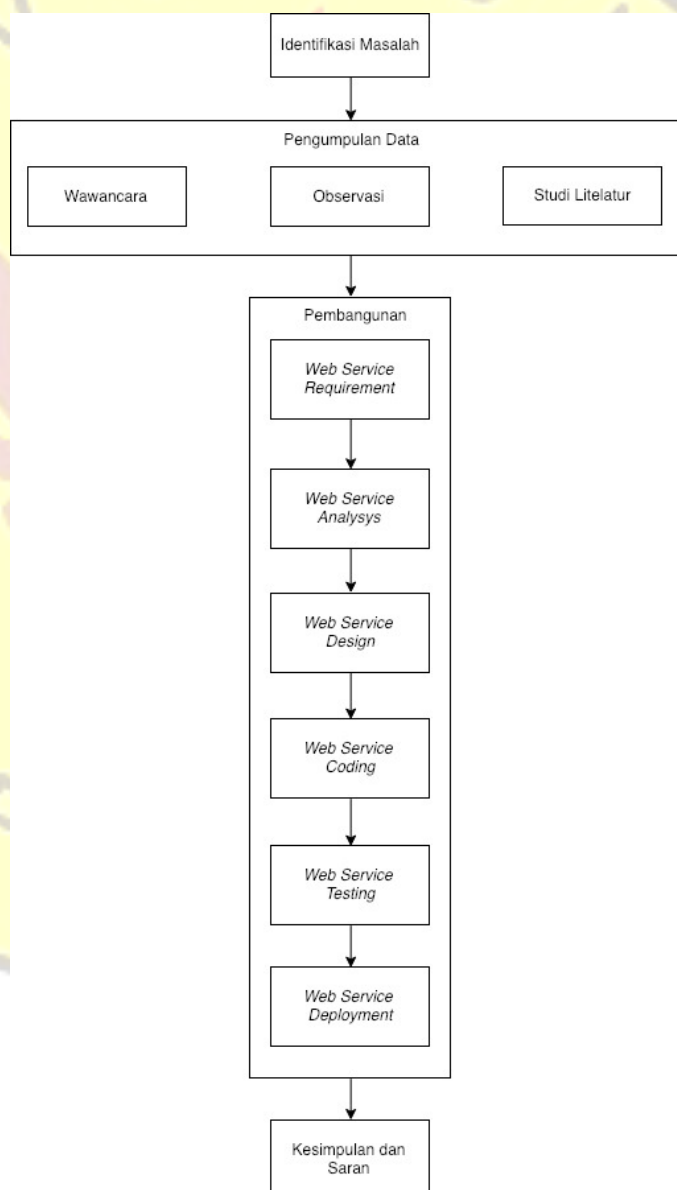 Identifikasi Masalah
Pengumpulan Data
Wawancara
Observasi
Studi Litelatur
Pembangunan
Web Service
Requirement
Web Service
Analysys
Web Service
Design
Web Service
Coding
Web Service
Testing
Web Service
Deployment
Kesimpulan dan
Saran